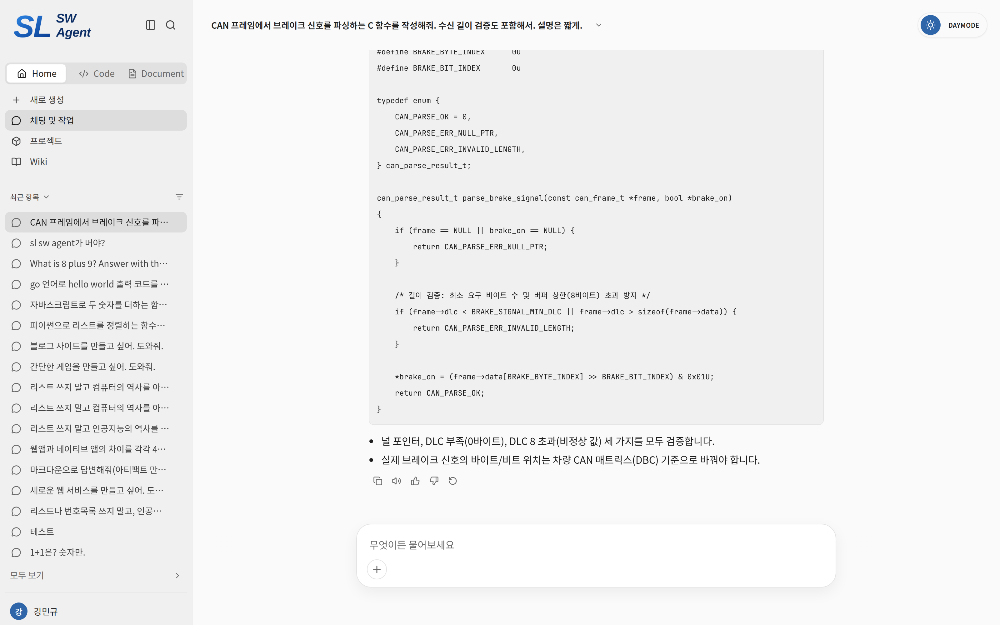 SL SW Agent
Home
Code
Document
새로 생성
채팅 및 작업
프로젝트
Wiki
최근 항목
CAN 프레임에서 브레이크 신호를 파…
sl sw agent가 머야?
What is 8 plus 9? Answer with th…
go 언어로 hello world 출력 코드를 …
자바스크립트로 두 숫자를 더하는 함…
파이썬으로 리스트를 정렬하는 함수…
블로그 사이트를 만들고 싶어. 도와줘.
간단한 게임을 만들고 싶어. 도와줘.
리스트 쓰지 말고 컴퓨터의 역사를 아…
리스트 쓰지 말고 컴퓨터의 역사를 아…
리스트 쓰지 말고 인공지능의 역사를 …
웹앱과 네이티브 앱의 차이를 각각 4…
마크다운으로 답변해줘(아티팩트 만…
새로운 웹 서비스를 만들고 싶어. 도…
리스트나 번호목록 쓰지 말고, 인공…
테스트
1+1은? 숫자만.
모두 보기
강 강민규
CAN 프레임에서 브레이크 신호를 파싱하는 C 함수를 작성해줘. 수신 길이 검증도 포함해서. 설명은 짧게.
DAYMODE
#define BRAKE_BYTE_INDEX      0u
#define BRAKE_BIT_INDEX       0u
typedef enum {
    CAN_PARSE_OK = 0,
    CAN_PARSE_ERR_NULL_PTR,
    CAN_PARSE_ERR_INVALID_LENGTH,
} can_parse_result_t;
can_parse_result_t parse_brake_signal(const can_frame_t *frame, bool *brake_on)
{
    if (frame == NULL || brake_on == NULL) {
        return CAN_PARSE_ERR_NULL_PTR;
    }
    /* 길이 검증: 최소 요구 바이트 수 및 버퍼 상한(8바이트) 초과 방지 */
    if (frame->dlc < BRAKE_SIGNAL_MIN_DLC || frame->dlc > sizeof(frame->data)) {
        return CAN_PARSE_ERR_INVALID_LENGTH;
    }
    *brake_on = (frame->data[BRAKE_BYTE_INDEX] >> BRAKE_BIT_INDEX) & 0x01U;
    return CAN_PARSE_OK;
}
• 널 포인터, DLC 부족(0바이트), DLC 8 초과(비정상 값) 세 가지를 모두 검증합니다.
• 실제 브레이크 신호의 바이트/비트 위치는 차량 CAN 매트릭스(DBC) 기준으로 바꿔야 합니다.
무엇이든 물어보세요